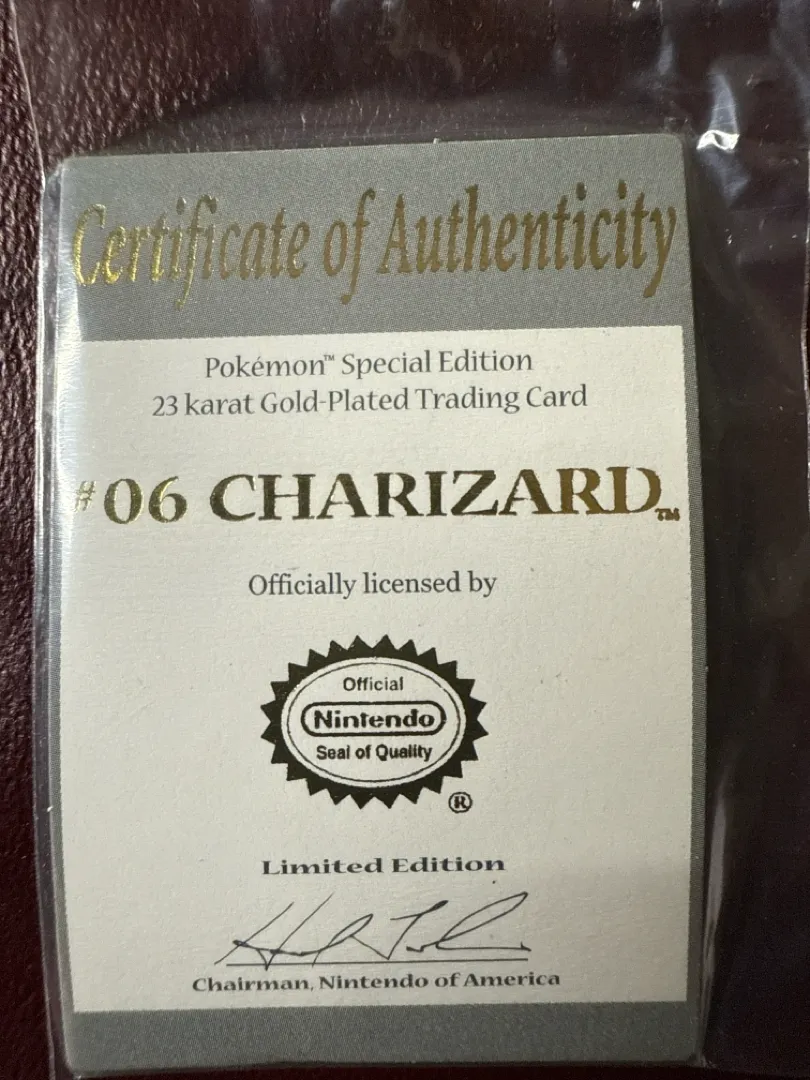 Certificate of Authenticity
Pokémon™ Special Edition
23 karat Gold-Plated Trading Card
#06 CHARIZARD™
Officially licensed by
Official
Nintendo
Seal of Quality
®
Limited Edition
Chairman, Nintendo of America